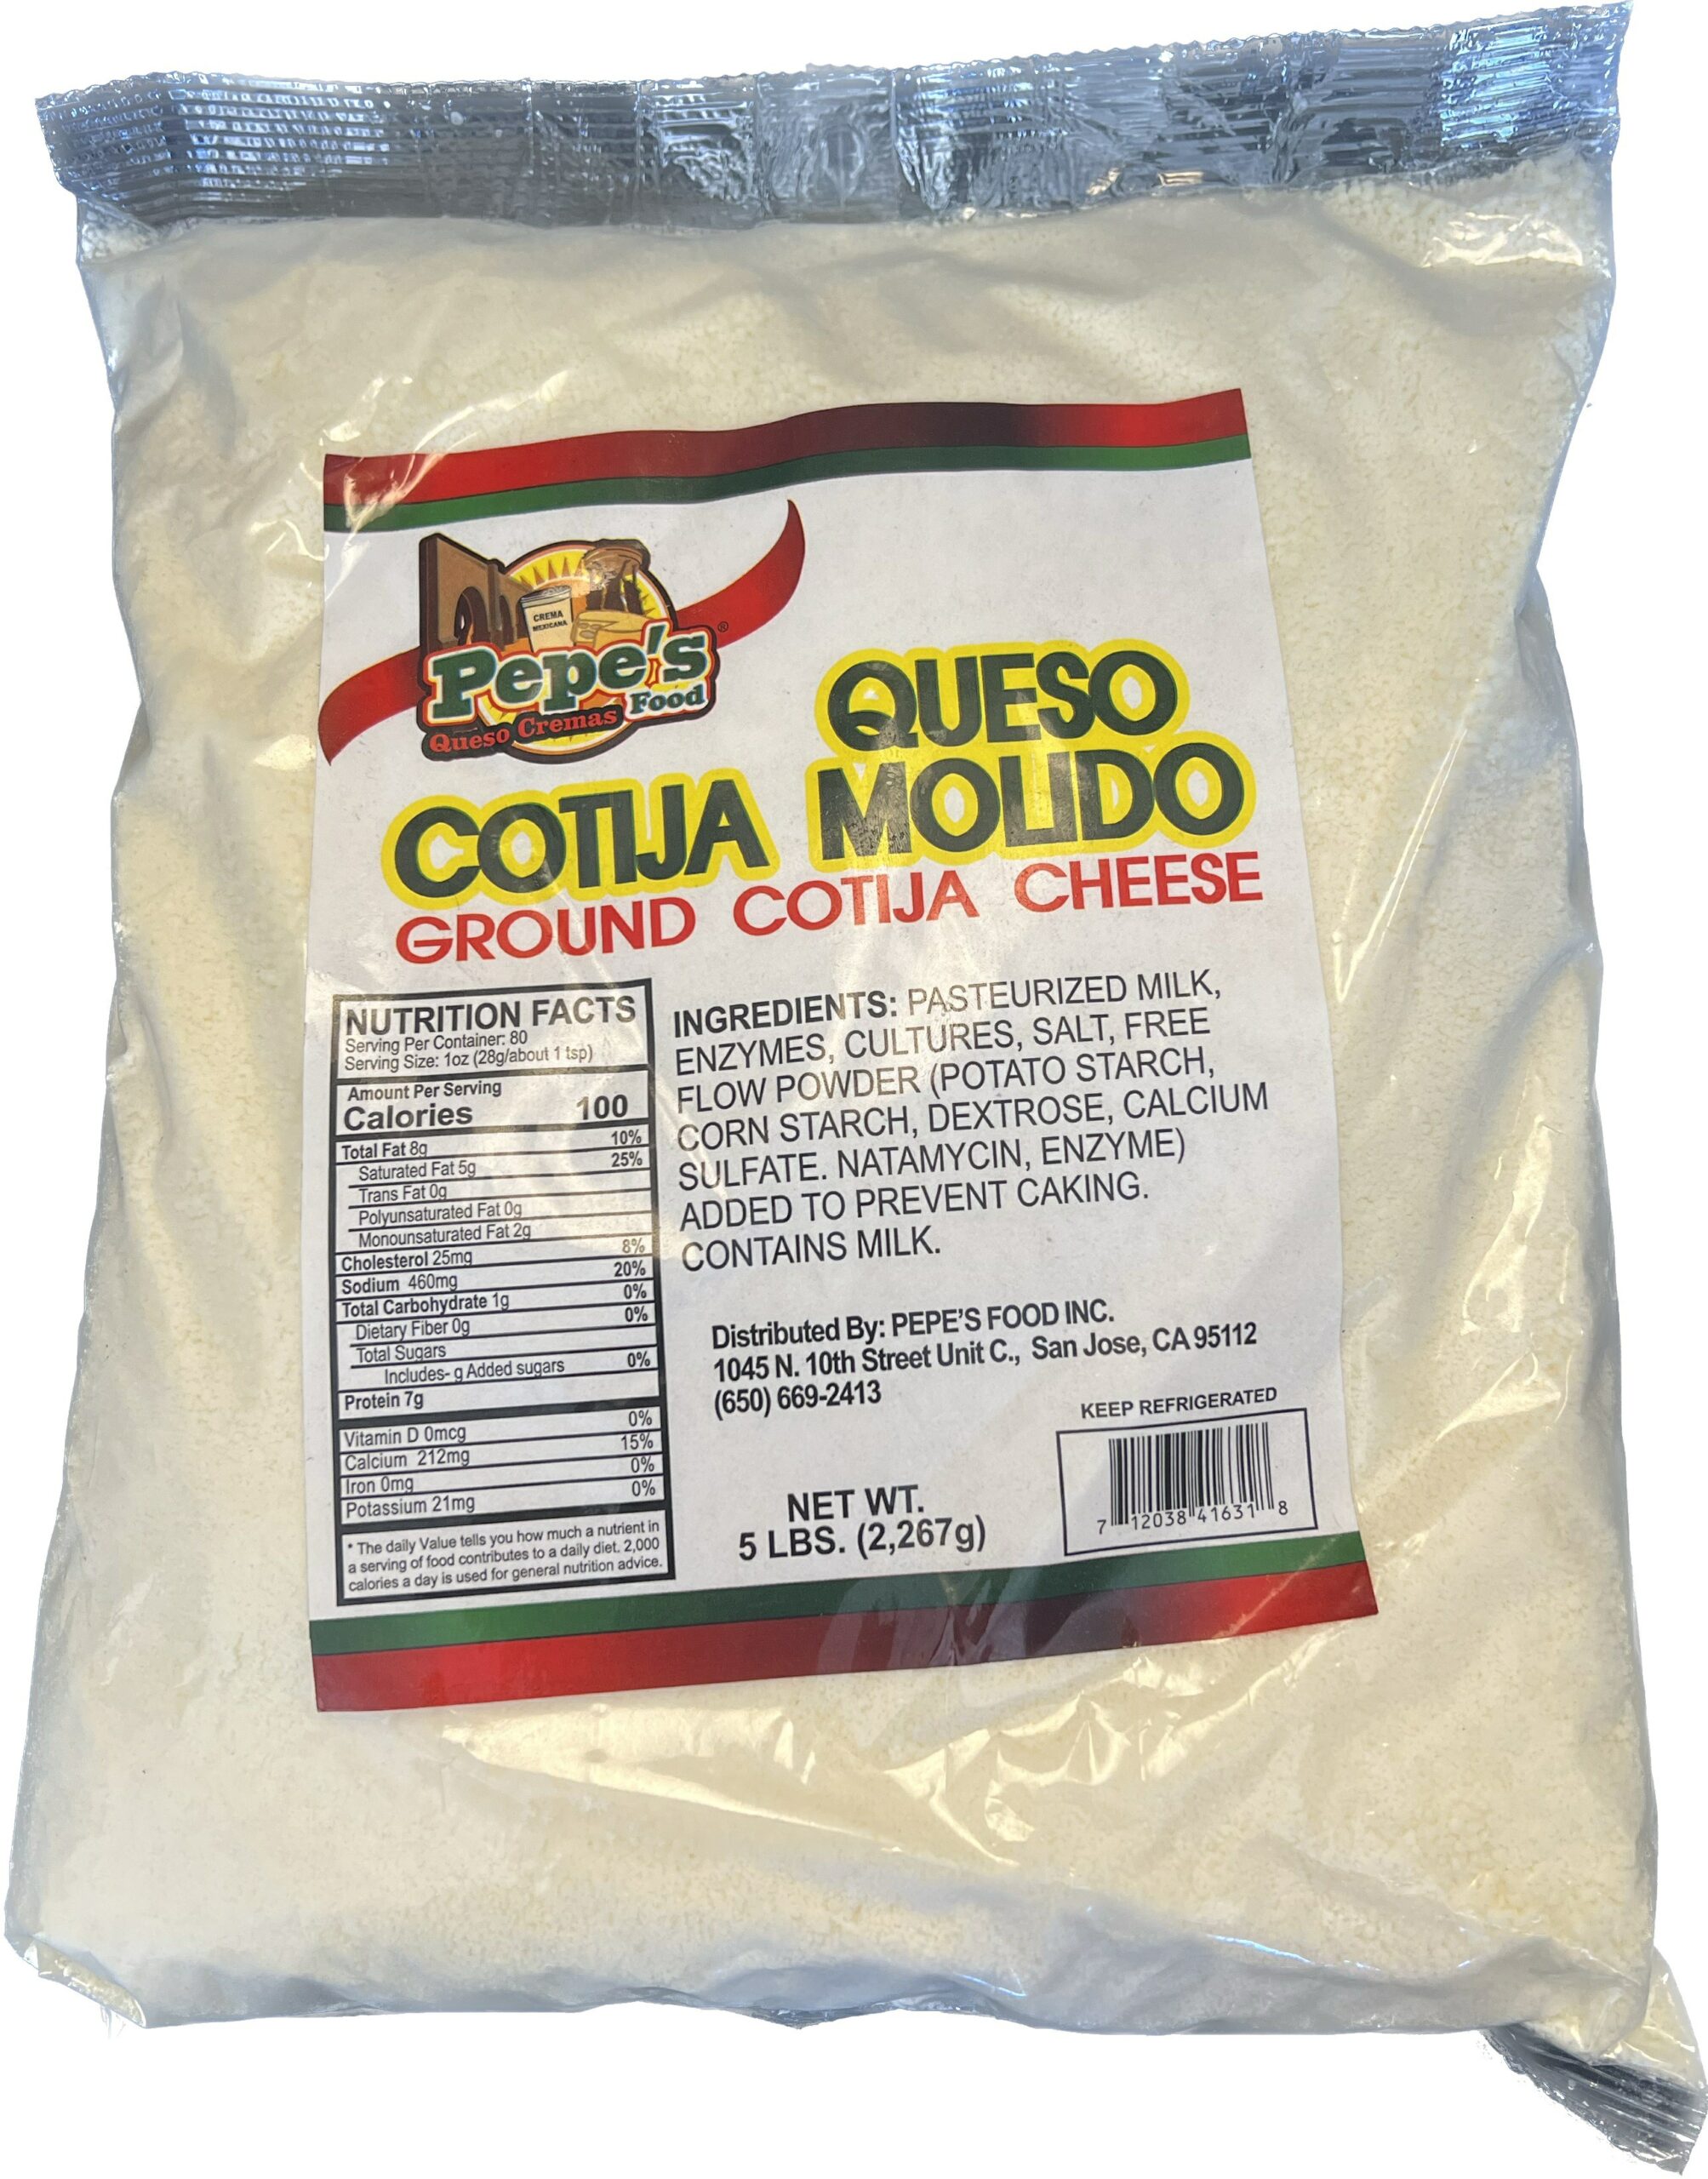 CREMA
MEXICANA
Pepe's®
Food
Queso Cremas
QUESO
COTIJA MOLIDO
GROUND COTIJA CHEESE
NUTRITION FACTS
Serving Per Container: 80
Serving Size: 1oz (28g/about 1 tsp)
Amount Per Serving
Calories 100
Total Fat 8g 10%
Saturated Fat 5g 25%
Trans Fat 0g
Polyunsaturated Fat 0g
Monounsaturated Fat 2g
Cholesterol 25mg 8%
Sodium 460mg 20%
Total Carbohydrate 1g 0%
Dietary Fiber 0g 0%
Total Sugars
Includes- g Added sugars 0%
Protein 7g
Vitamin D 0mcg 0%
Calcium 212mg 15%
Iron 0mg 0%
Potassium 21mg 0%
* The daily Value tells you how much a nutrient in
a serving of food contributes to a daily diet. 2,000
calories a day is used for general nutrition advice.
INGREDIENTS: PASTEURIZED MILK,
ENZYMES, CULTURES, SALT, FREE
FLOW POWDER (POTATO STARCH,
CORN STARCH, DEXTROSE, CALCIUM
SULFATE. NATAMYCIN, ENZYME)
ADDED TO PREVENT CAKING.
CONTAINS MILK.
Distributed By: PEPE'S FOOD INC.
1045 N. 10th Street Unit C., San Jose, CA 95112
(650) 669-2413
KEEP REFRIGERATED
NET WT.
5 LBS. (2,267g)
7 12038 41631 8